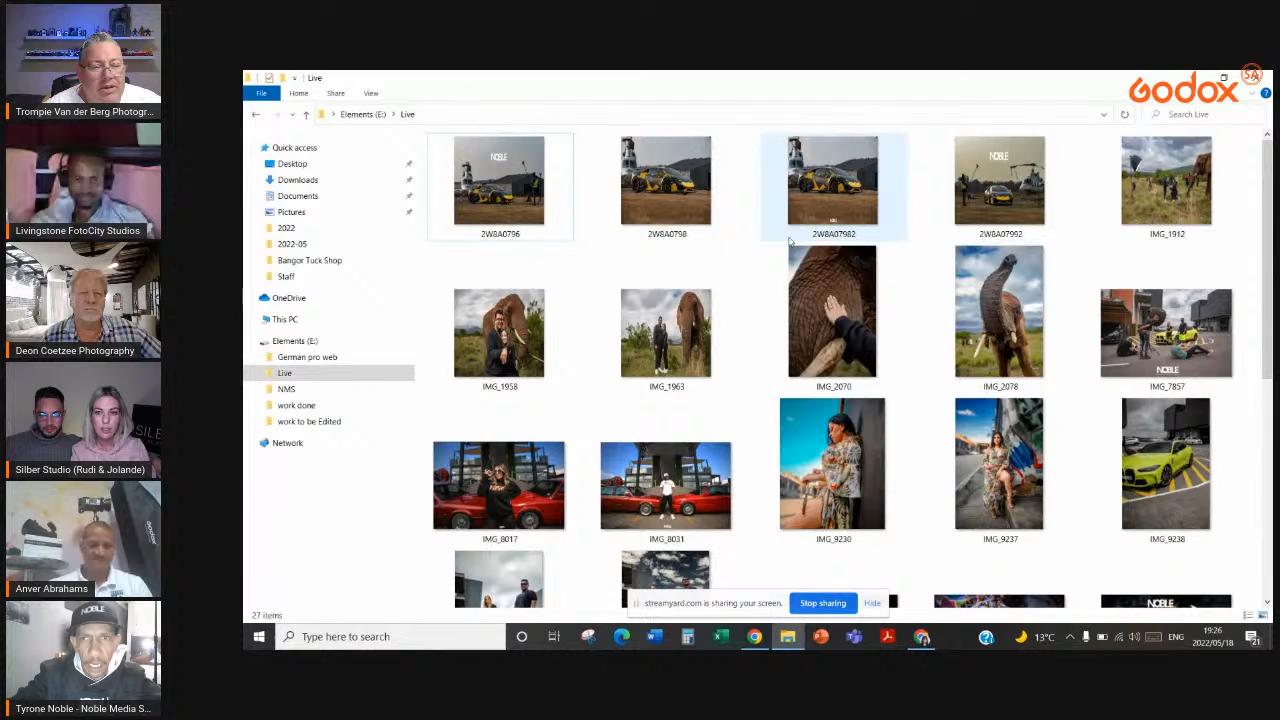 Trompie Van der Berg Photogr...
Livingstone FotoCity Studios
Deon Coetzee Photography
Silber Studio (Rudi & Jolande)
Anver Abrahams
Tyrone Noble - Noble Media S...
NOBLE
GODOX
Godox SA
Live
File Home Share View
Elements (E:) Live
Search Live
Quick access
Desktop
Downloads
Documents
Pictures
2022
2022-05
Bangor Tuck Shop
Staff
OneDrive
This PC
Elements (E:)
German pro web
Live
NMS
work done
work to be Edited
Network
NOBLE
NOBLE
2W8A0796 2W8A0798 2W8A07982 2W8A07992 IMG_1912
NOBLE
IMG_1958 IMG_1963 IMG_2070 IMG_2078 IMG_7857
IMG_8017 IMG_8031 IMG_9230 IMG_9237 IMG_9238
NOBLE
streamyard.com is sharing your screen. Stop sharing Hide
27 items
Type here to search
13°C ENG
19:26
2022/05/18
21